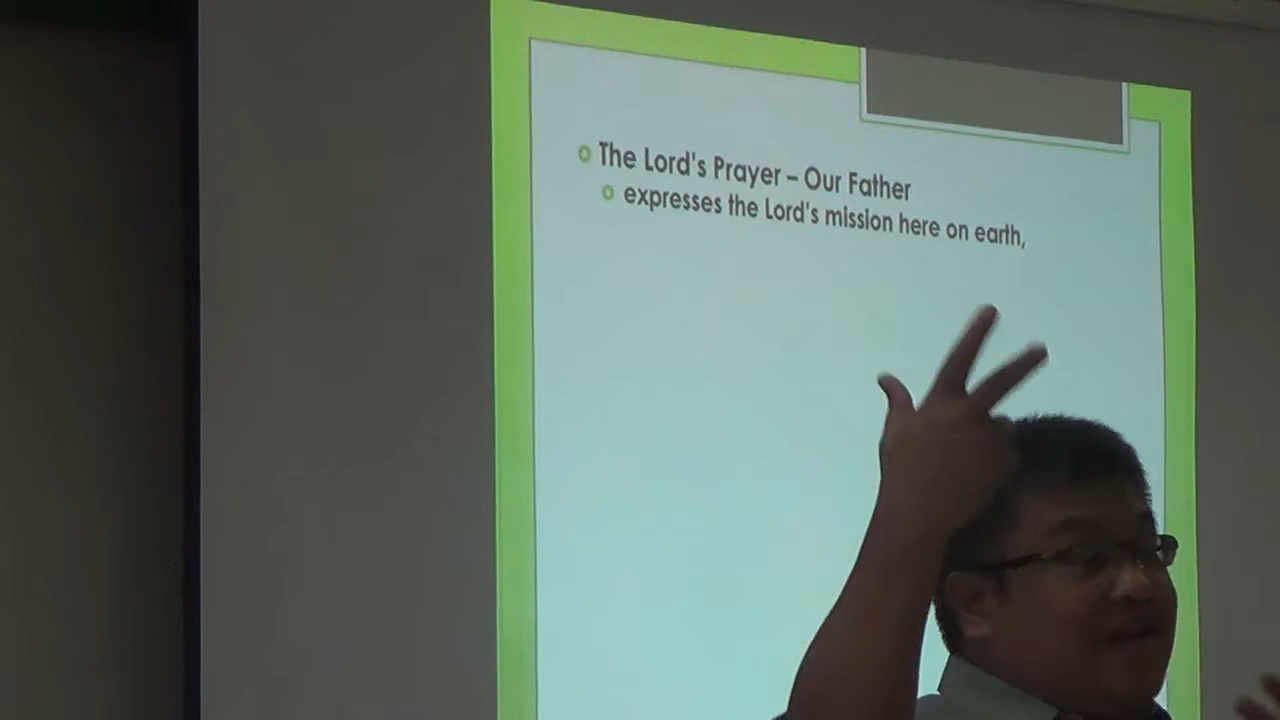 The Lord's Prayer – Our Father
expresses the Lord's mission here on earth,